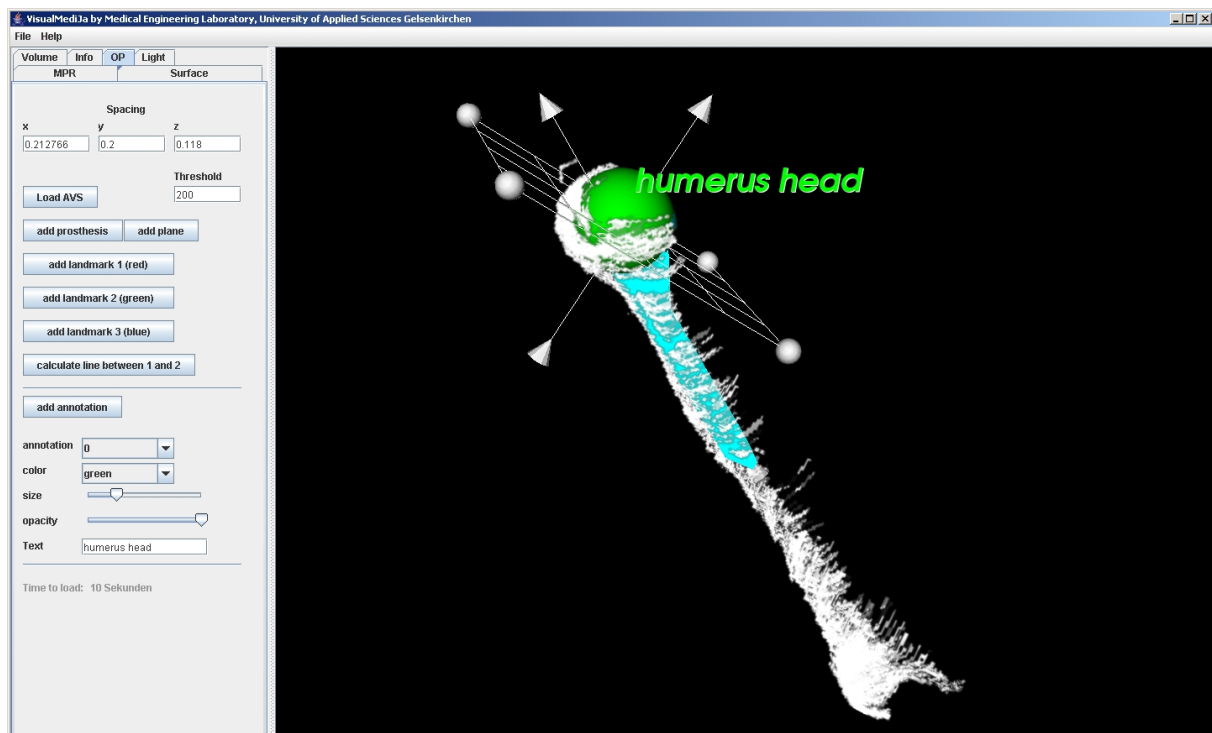 VisualMediJa by Medical Engineering Laboratory, University of Applied Sciences Gelsenkirchen
File Help
Volume Info OP Light
MPR Surface
Spacing
x y z
0.212766 0.2 0.118
Threshold
Load AVS 200
add prosthesis add plane
add landmark 1 (red)
add landmark 2 (green)
add landmark 3 (blue)
calculate line between 1 and 2
add annotation
annotation 0
color green
size
opacity
Text humerus head
Time to load: 10 Sekunden
humerus head